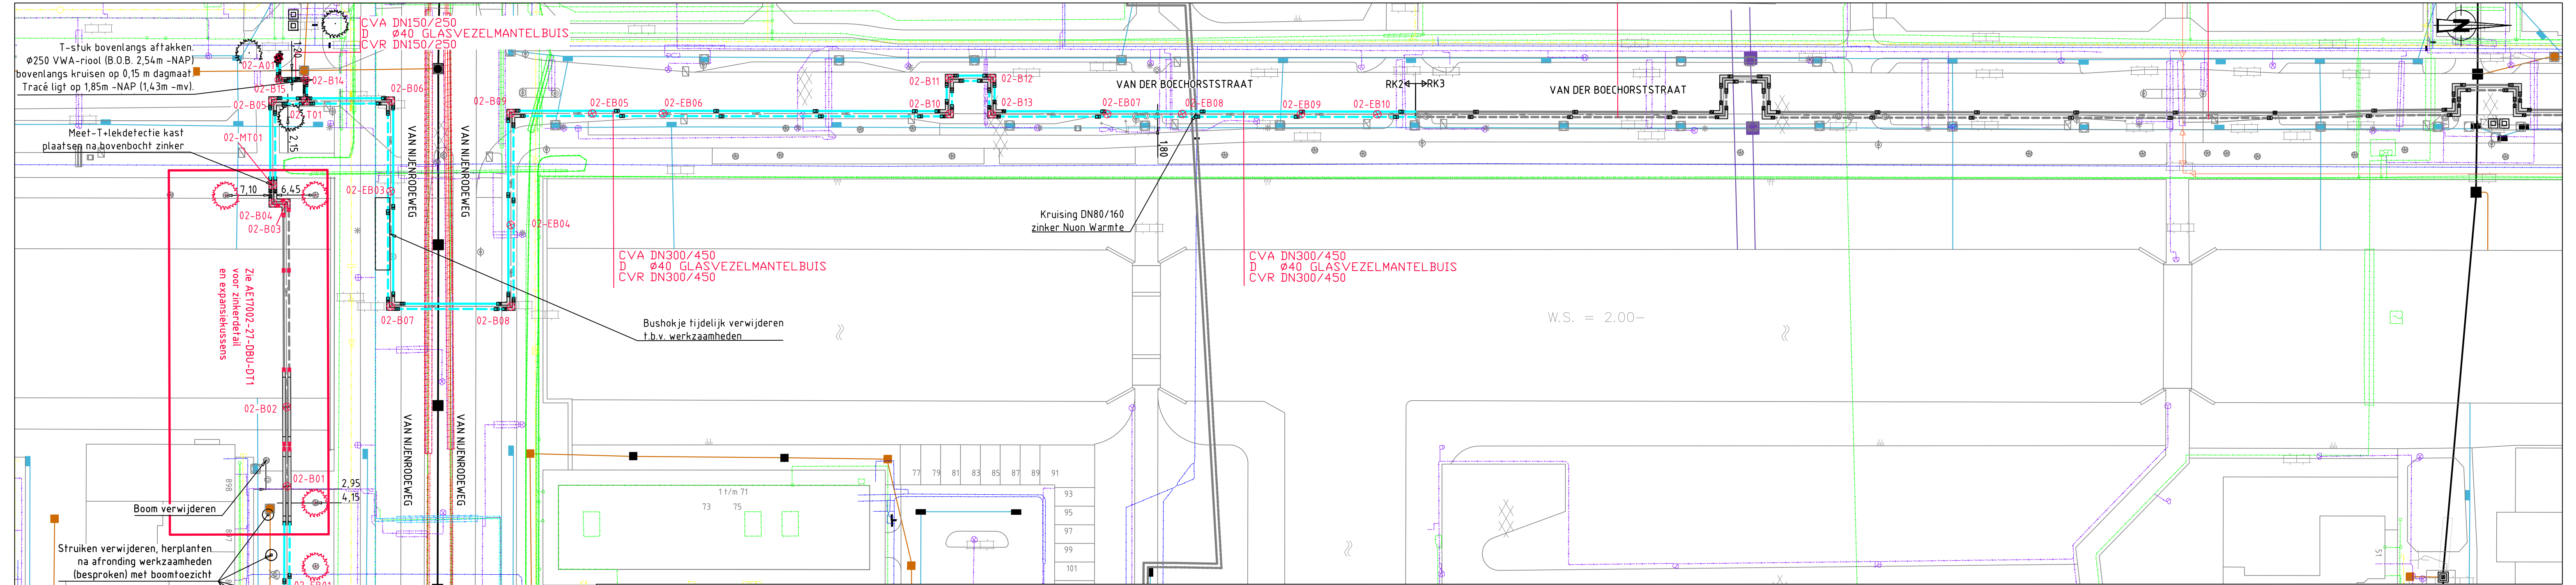 CVA DN150/250
D Ø40 GLASVEZELMANTELBUIS
CVR DN150/250
T-stuk bovenlangs aftakken.
Ø250 VWA-riool (B.O.B. 2,54m -NAP)
bovenlangs kruisen op 0,15 m dagmaat.
Tracé ligt op 1,85m -NAP (1,43m -mv).
1,20
02-A01
02-B14
02-B15
02-B05
02-T01
02-B06
2,15
02-MT01
Meet-T+lekdetectie kast
plaatsen na bovenbocht zinker
7,10
6,45
02-B04
02-B03
02-EB03
VAN NIJENRODEWEG
VAN NIJENRODEWEG
02-B09
02-EB04
02-EB05
02-EB06
02-B11
02-B10
02-B12
02-B13
02-EB07
02-EB08
VAN DER BOECHORSTSTRAAT
02-EB09
02-EB10
RK2
RK3
VAN DER BOECHORSTSTRAAT
N
1,80
Kruising DN80/160
zinker Nuon Warmte
CVA DN300/450
D Ø40 GLASVEZELMANTELBUIS
CVR DN300/450
CVA DN300/450
D Ø40 GLASVEZELMANTELBUIS
CVR DN300/450
Zie AE17002-27-DBU-DT1
voor zinkerdetail
en expansiekussens
02-B07
02-B08
Bushokje tijdelijk verwijderen
t.b.v. werkzaamheden
W.S. = 2.00-
02-B02
VAN NIJENRODEWEG
VAN NIJENRODEWEG
02-B01
2,95
4,15
898
897
Boom verwijderen
Struiken verwijderen, herplanten
na afronding werkzaamheden
(besproken) met boomtoezicht
1 t/m 71
73 75
77 79 81 83 85 87 89 91
93
95
97
99
101
51